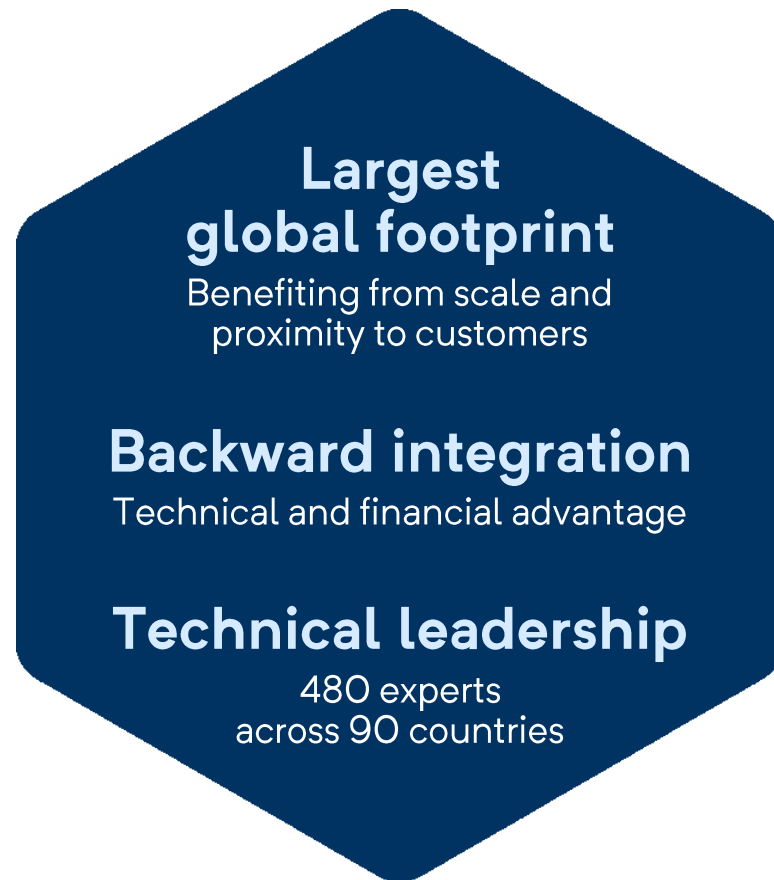 Largest
global footprint
Benefiting from scale and
proximity to customers
Backward integration
Technical and financial advantage
Technical leadership
480 experts
across 90 countries